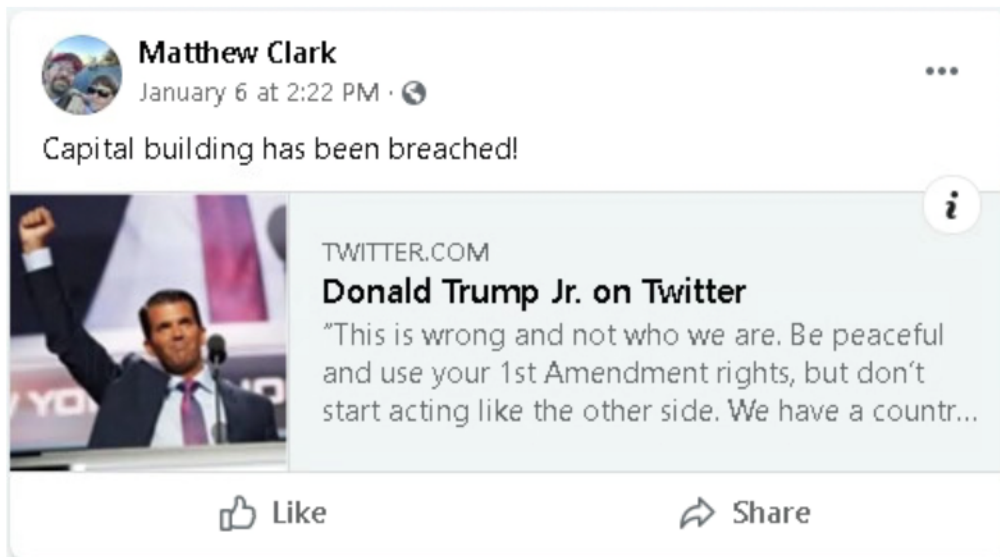 Matthew Clark
January 6 at 2:22 PM ·
Capital building has been breached!
i
TWITTER.COM
Donald Trump Jr. on Twitter
"This is wrong and not who we are. Be peaceful
and use your 1st Amendment rights, but don't
start acting like the other side. We have a countr...
YO
Like
Share